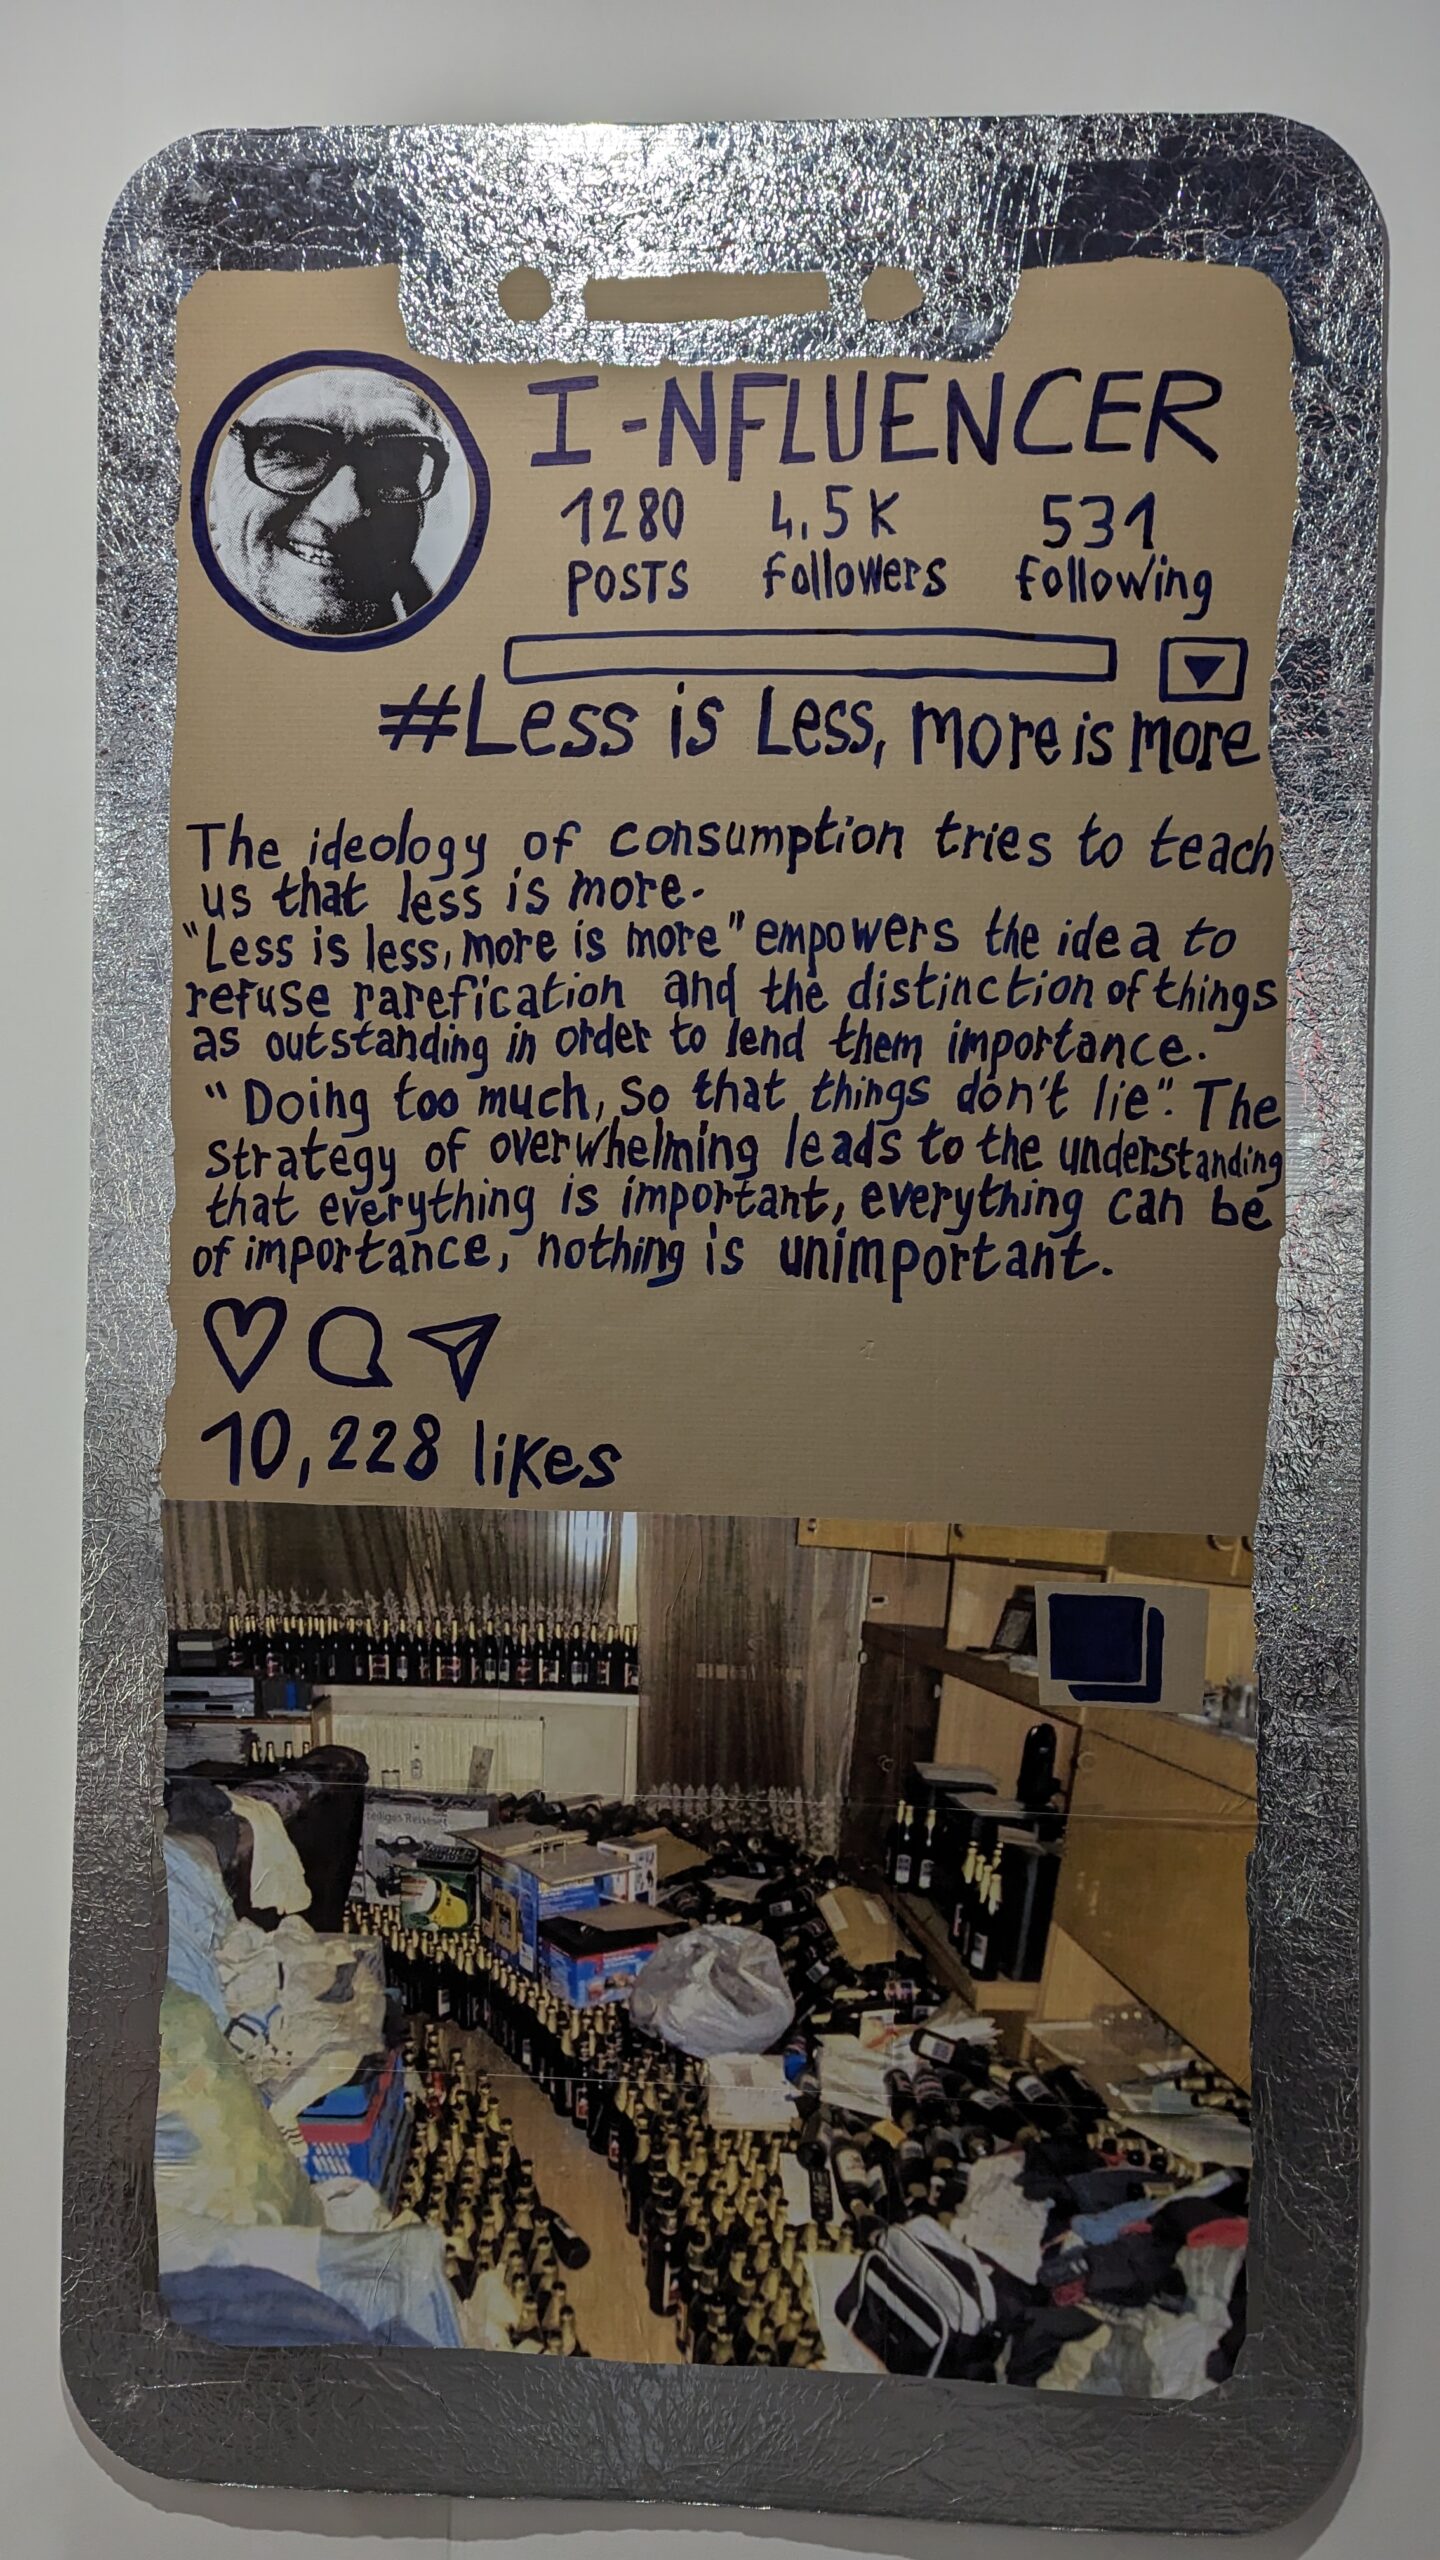 I-NFLUENCER
1280 4.5K 531
POSTS followers following
#Less is Less, more is more
The ideology of consumption tries to teach
us that less is more.
"Less is less, more is more" empowers the idea to
refuse rarefication and the distinction of things
as outstanding in order to lend them importance.
"Doing too much, so that things don't lie". The
strategy of overwhelming leads to the understanding
that everything is important, everything can be
of importance, nothing is unimportant.
10,228 likes